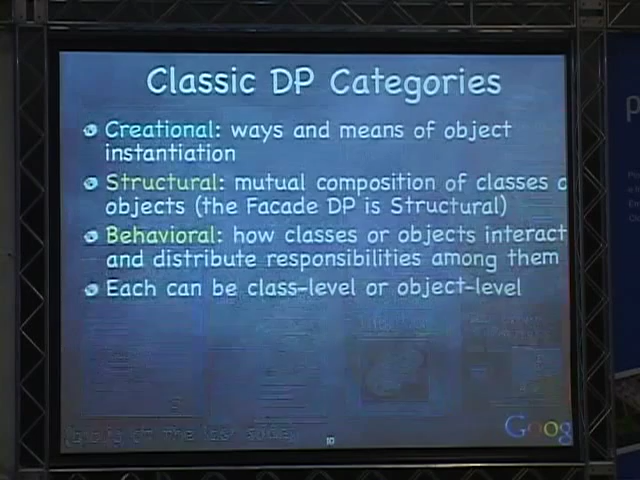 Classic DP Categories
Creational: ways and means of object
instantiation
Structural: mutual composition of classes o
objects (the Facade DP is Structural)
Behavioral: how classes or objects interact
and distribute responsibilities among them
Each can be class-level or object-level
10
Goog